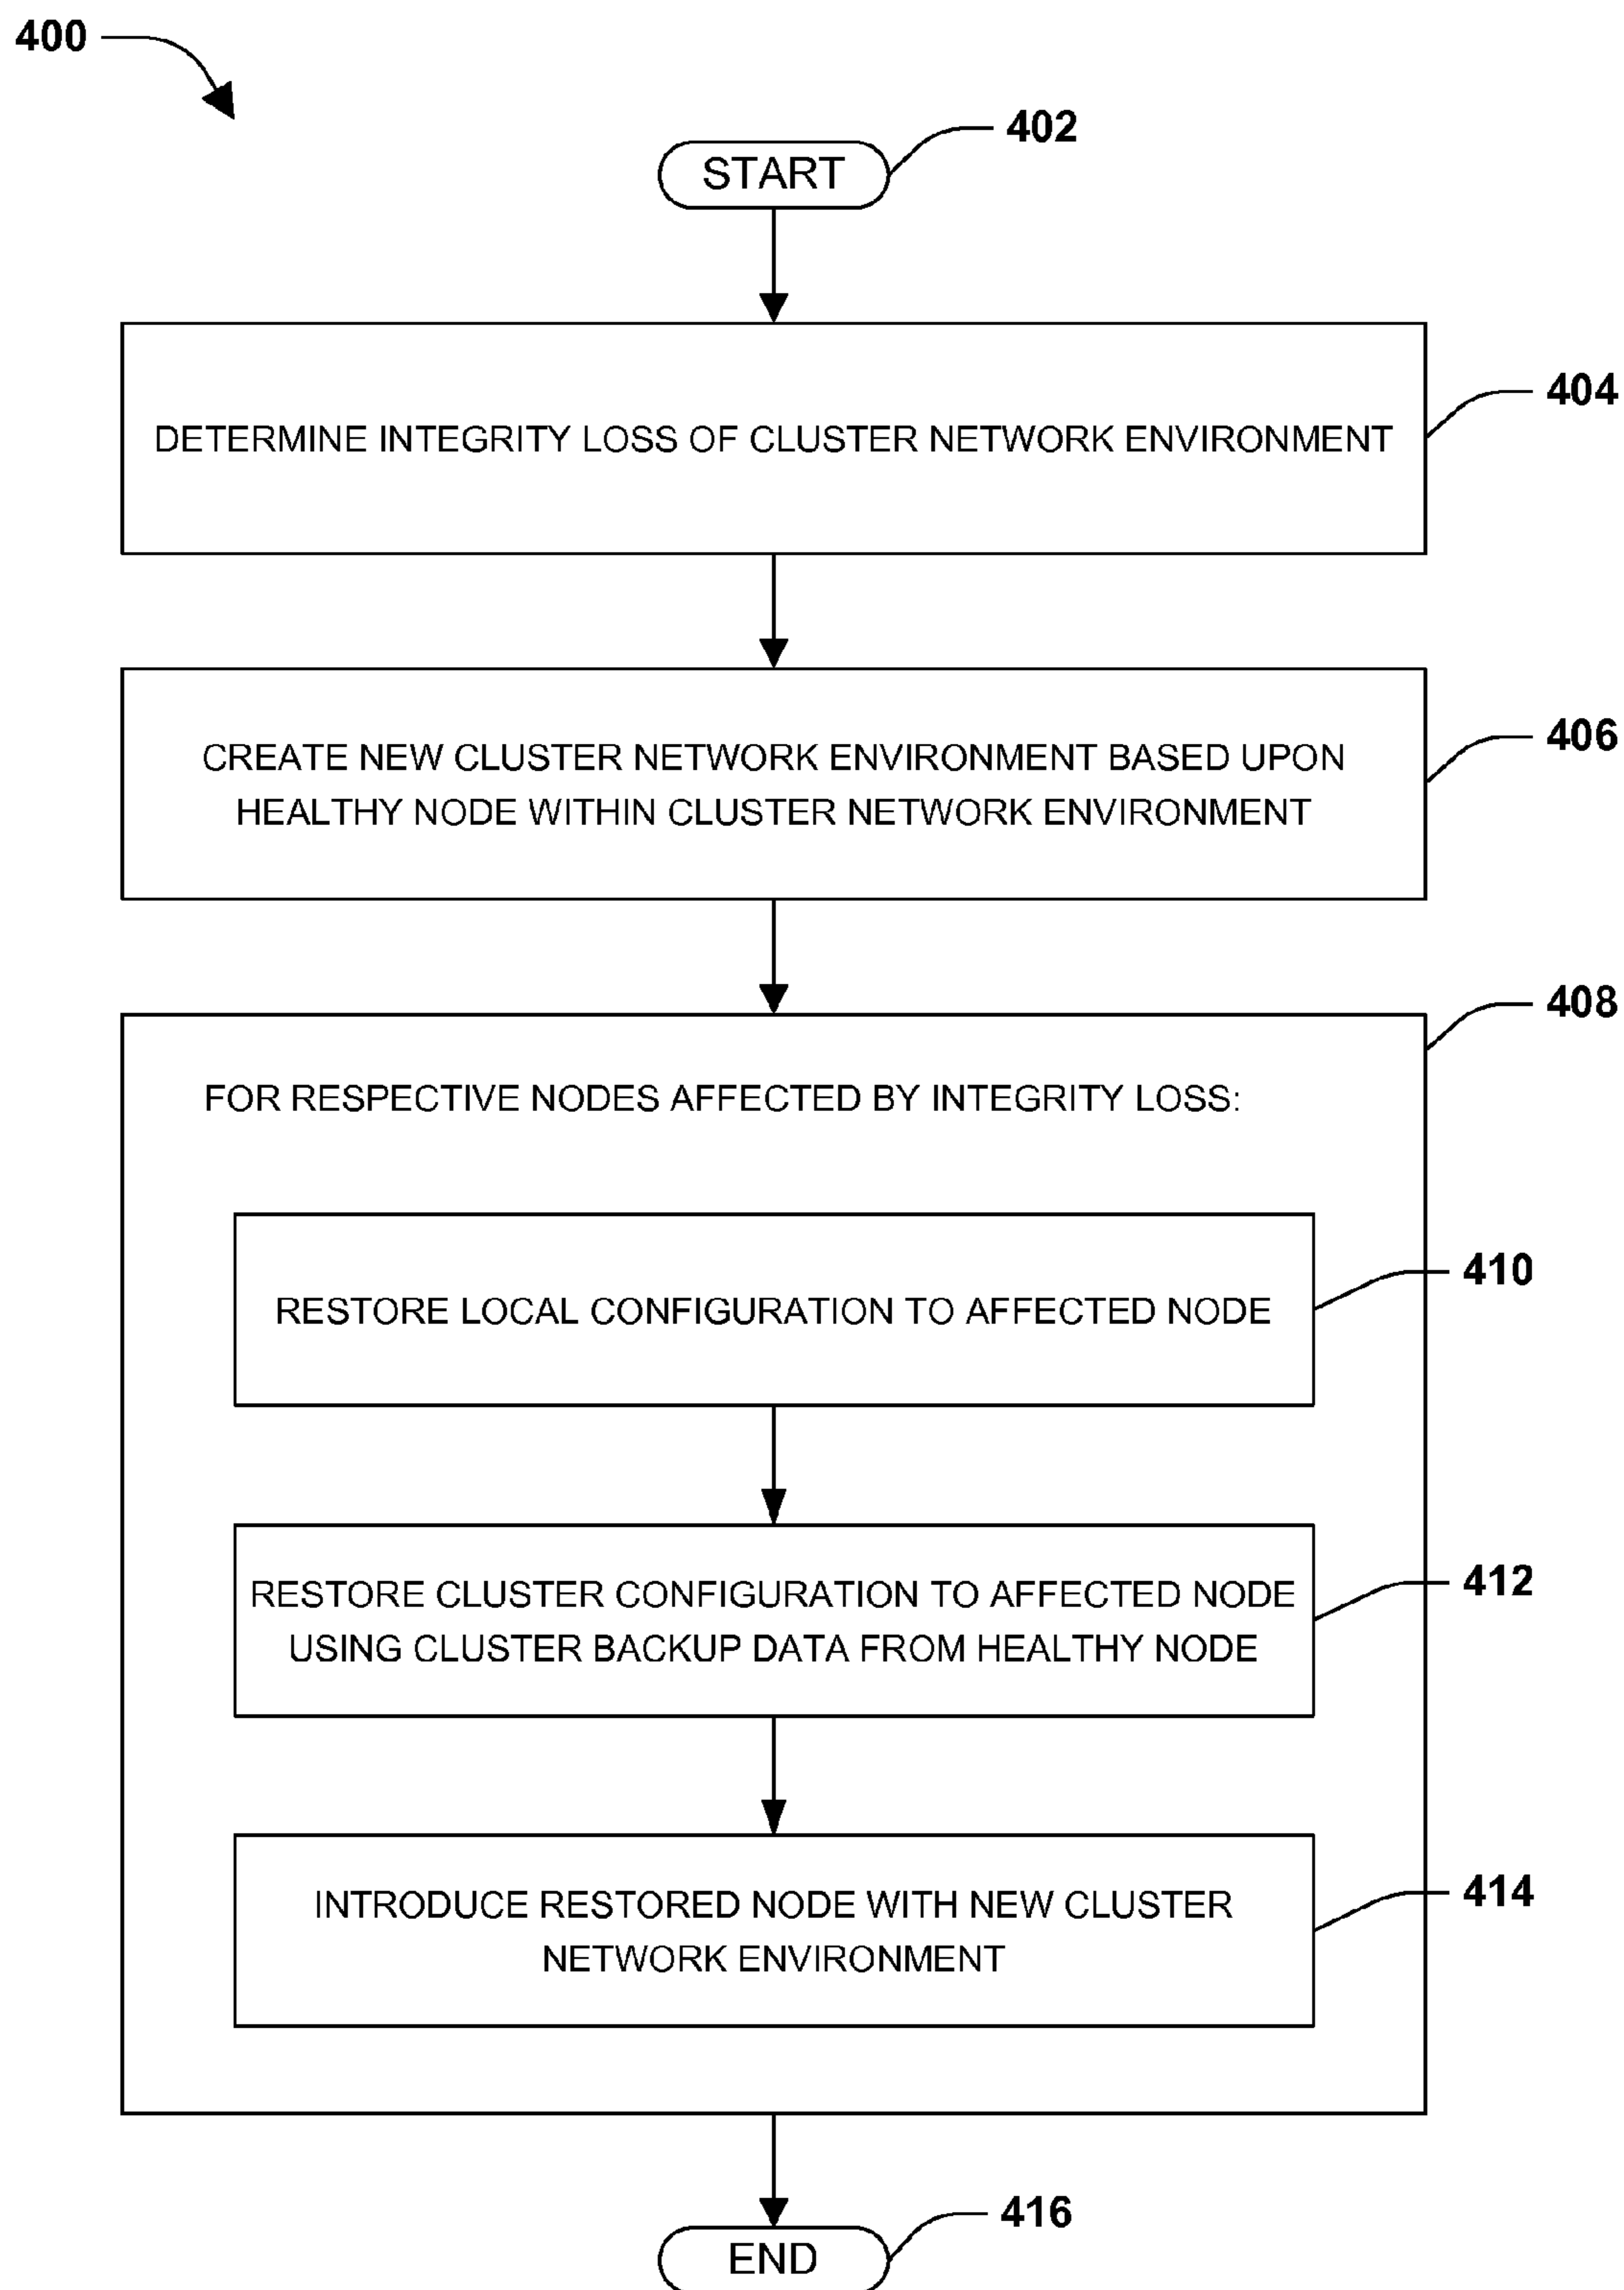 400
402
START
404
DETERMINE INTEGRITY LOSS OF CLUSTER NETWORK ENVIRONMENT
406
CREATE NEW CLUSTER NETWORK ENVIRONMENT BASED UPON
HEALTHY NODE WITHIN CLUSTER NETWORK ENVIRONMENT
408
FOR RESPECTIVE NODES AFFECTED BY INTEGRITY LOSS:
410
RESTORE LOCAL CONFIGURATION TO AFFECTED NODE
412
RESTORE CLUSTER CONFIGURATION TO AFFECTED NODE
USING CLUSTER BACKUP DATA FROM HEALTHY NODE
414
INTRODUCE RESTORED NODE WITH NEW CLUSTER
NETWORK ENVIRONMENT
416
END